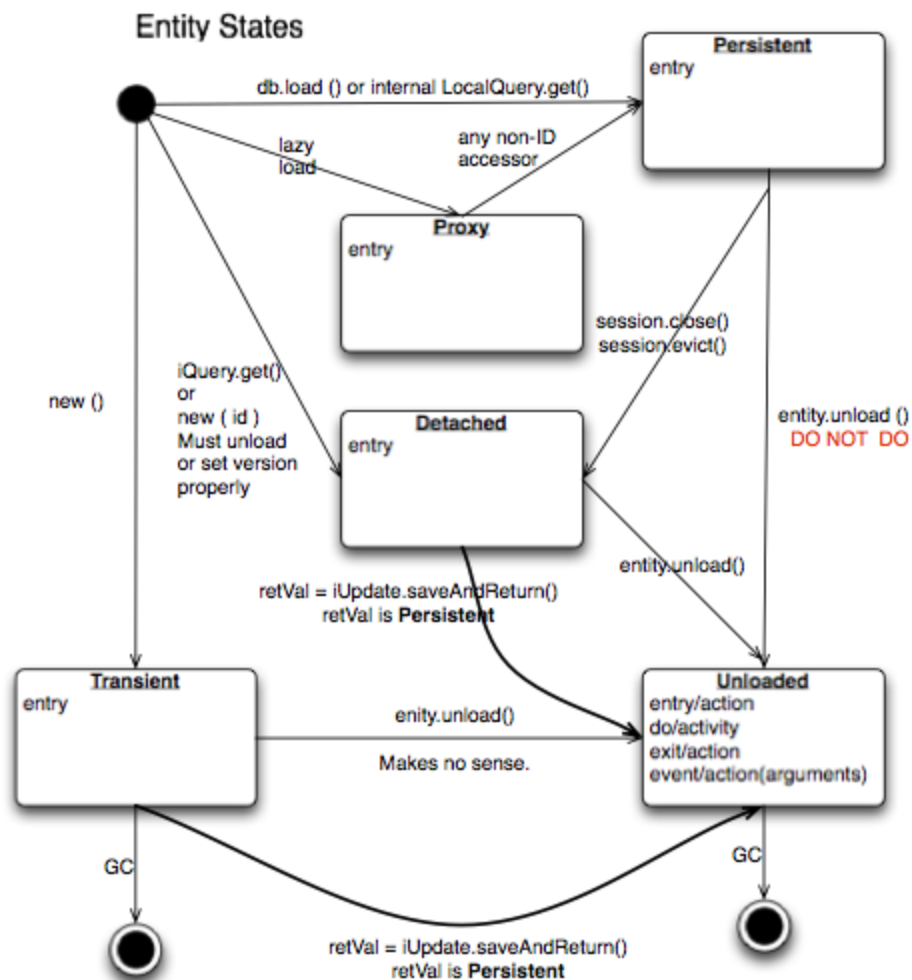 Entity States
Persistent
entry
db.load () or internal LocalQuery.get()
lazy
load
any non-ID
accessor
Proxy
entry
session.close()
session.evict()
iQuery.get()
or
new ( id )
Must unload
or set version
properly
new ()
Detached
entry
entity.unload ()
DO NOT DO
entity.unload()
retVal = iUpdate.saveAndReturn()
retVal is Persistent
Transient
entry
enity.unload()
Makes no sense.
Unloaded
entry/action
do/activity
exit/action
event/action(arguments)
GC
GC
retVal = iUpdate.saveAndReturn()
retVal is Persistent